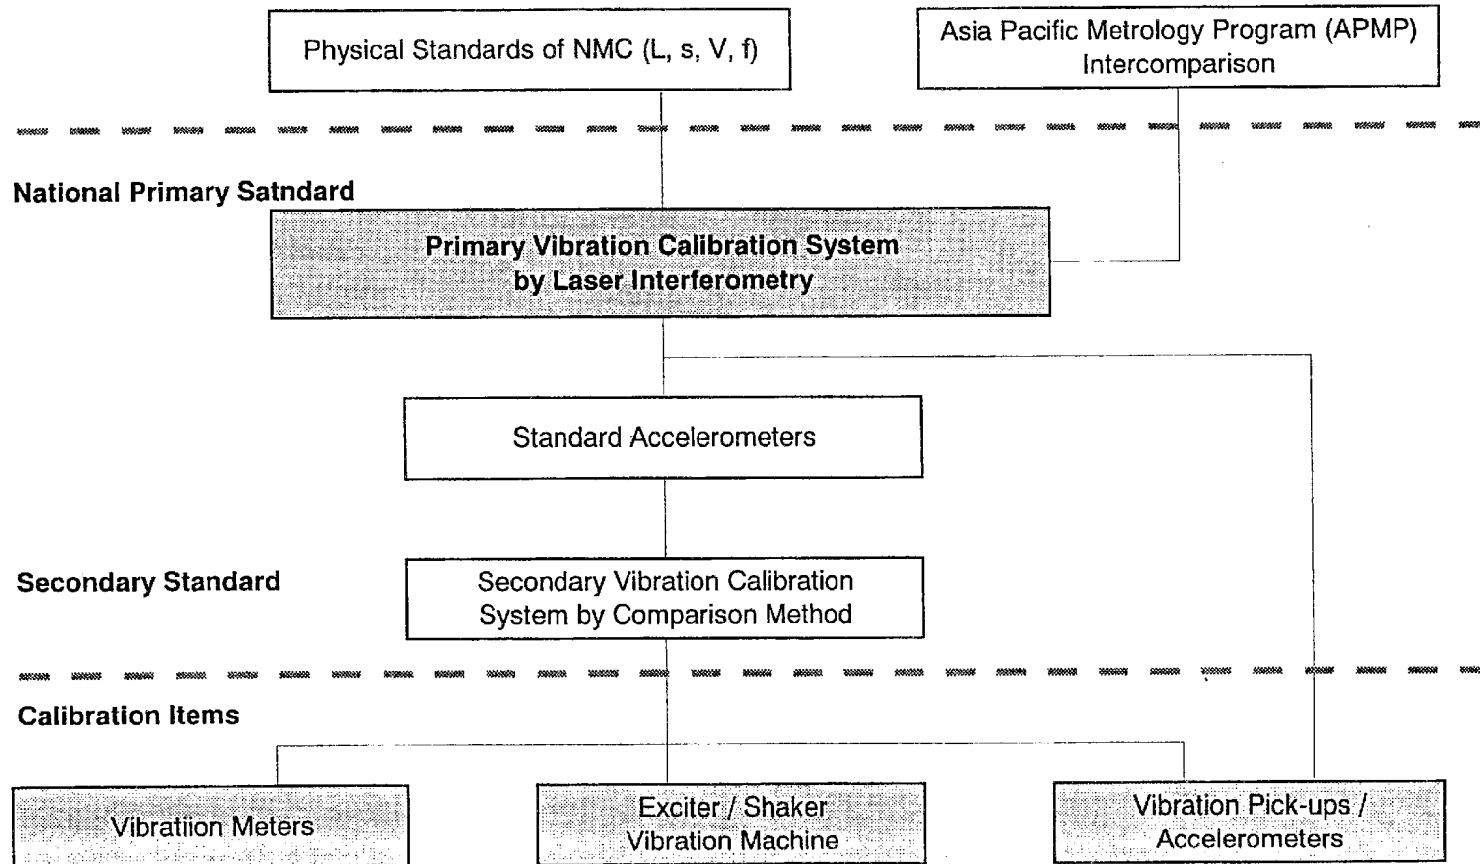 Physical Standards of NMC (L, s, V, f)
Asia Pacific Metrology Program (APMP)
Intercomparison
National Primary Satndard
Primary Vibration Calibration System
by Laser Interferometry
Standard Accelerometers
Secondary Standard
Secondary Vibration Calibration
System by Comparison Method
Calibration Items
Vibratiion Meters
Exciter / Shaker
Vibration Machine
Vibration Pick-ups /
Accelerometers